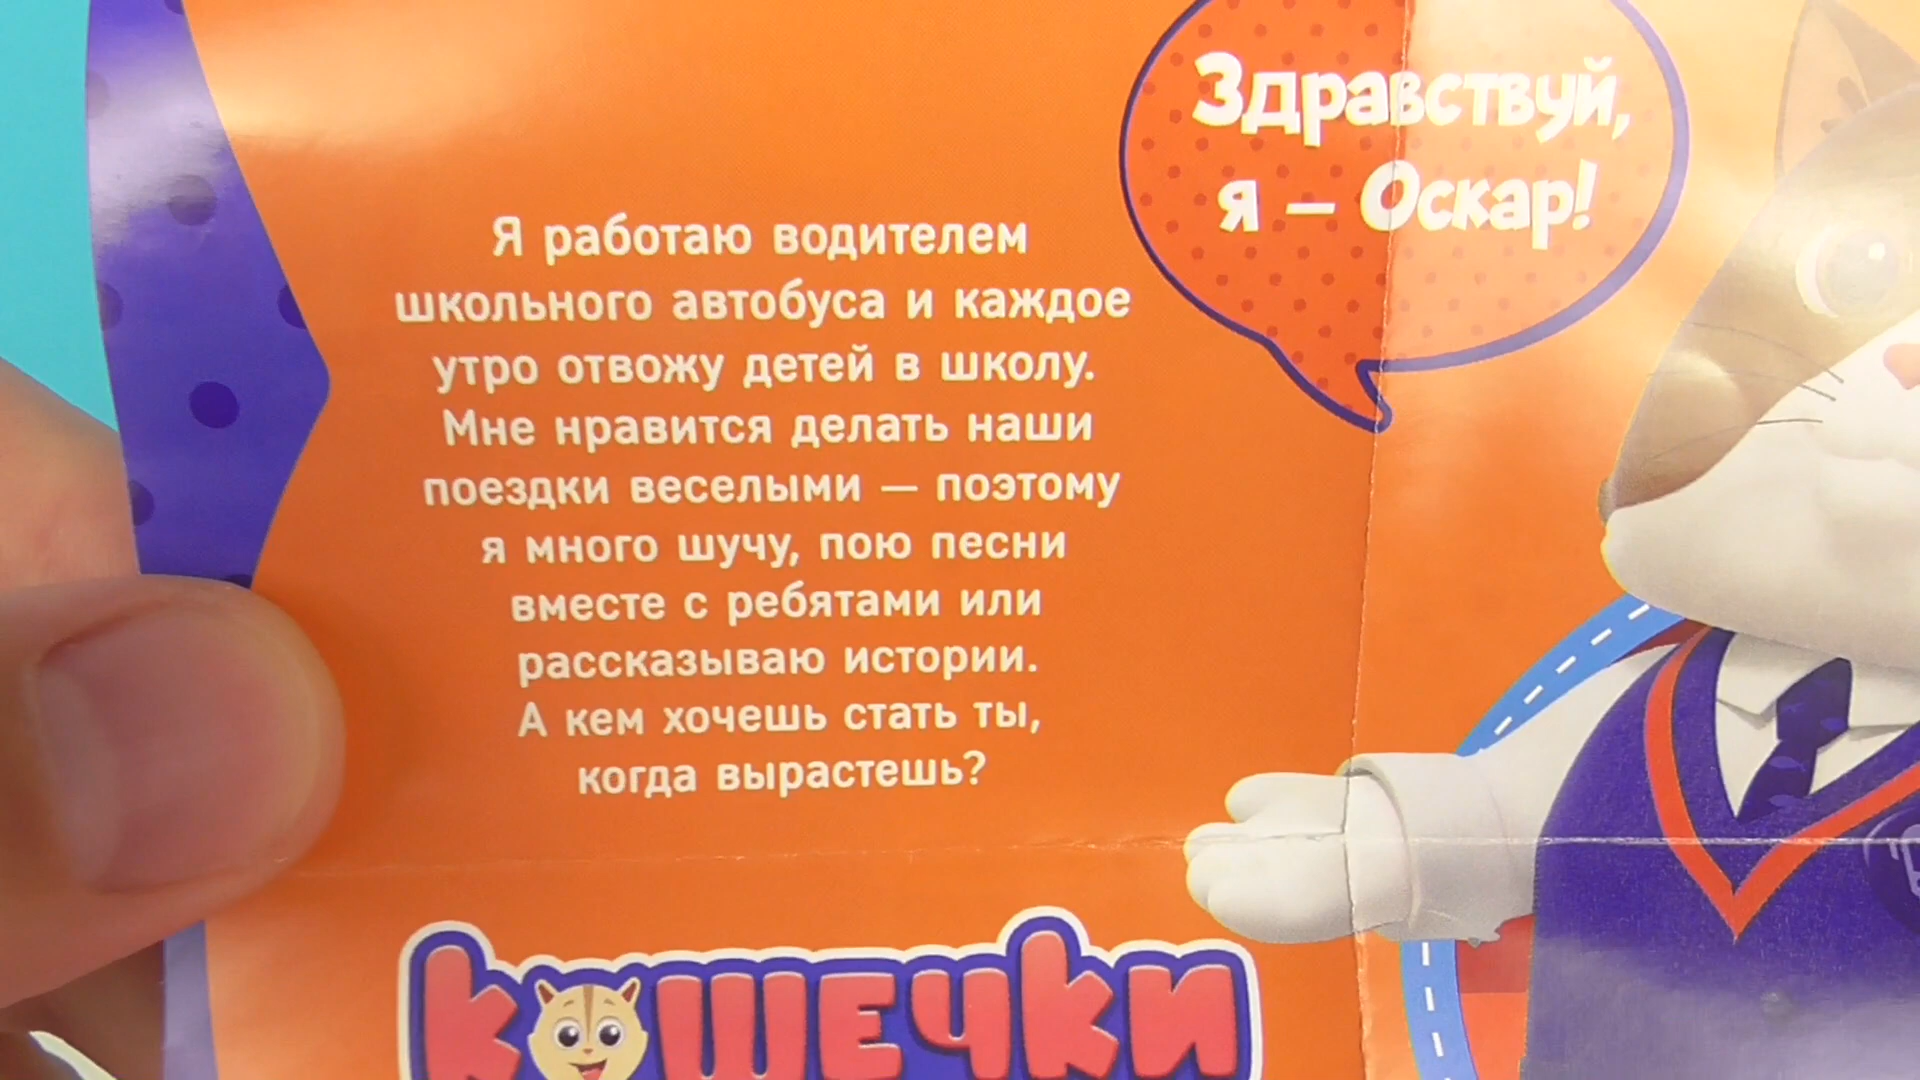 Здравствуй,
я – Оскар!
Я работаю водителем
школьного автобуса и каждое
утро отвожу детей в школу.
Мне нравится делать наши
поездки веселыми — поэтому
я много шучу, пою песни
вместе с ребятами или
рассказываю истории.
А кем хочешь стать ты,
когда вырастешь?
КОШЕЧКИ